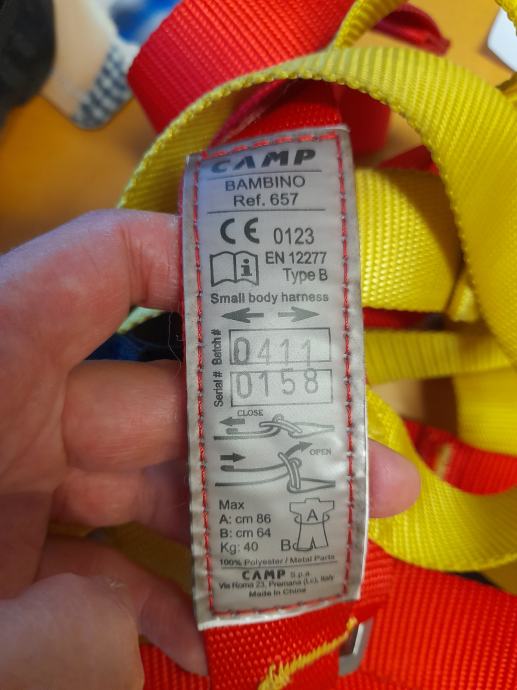 CAMP
BAMBINO
Ref. 657
CE 0123
i EN 12277
Type B
Small body harness
Batch# 0411
Serial# 0158
CLOSE
OPEN
Max
A: cm 86
B: cm 64
Kg: 40
A
B
100% Polyester / Metal Parts
CAMP S.p.a.
Via Roma 23, Premana (Lc), Italy
Made in China